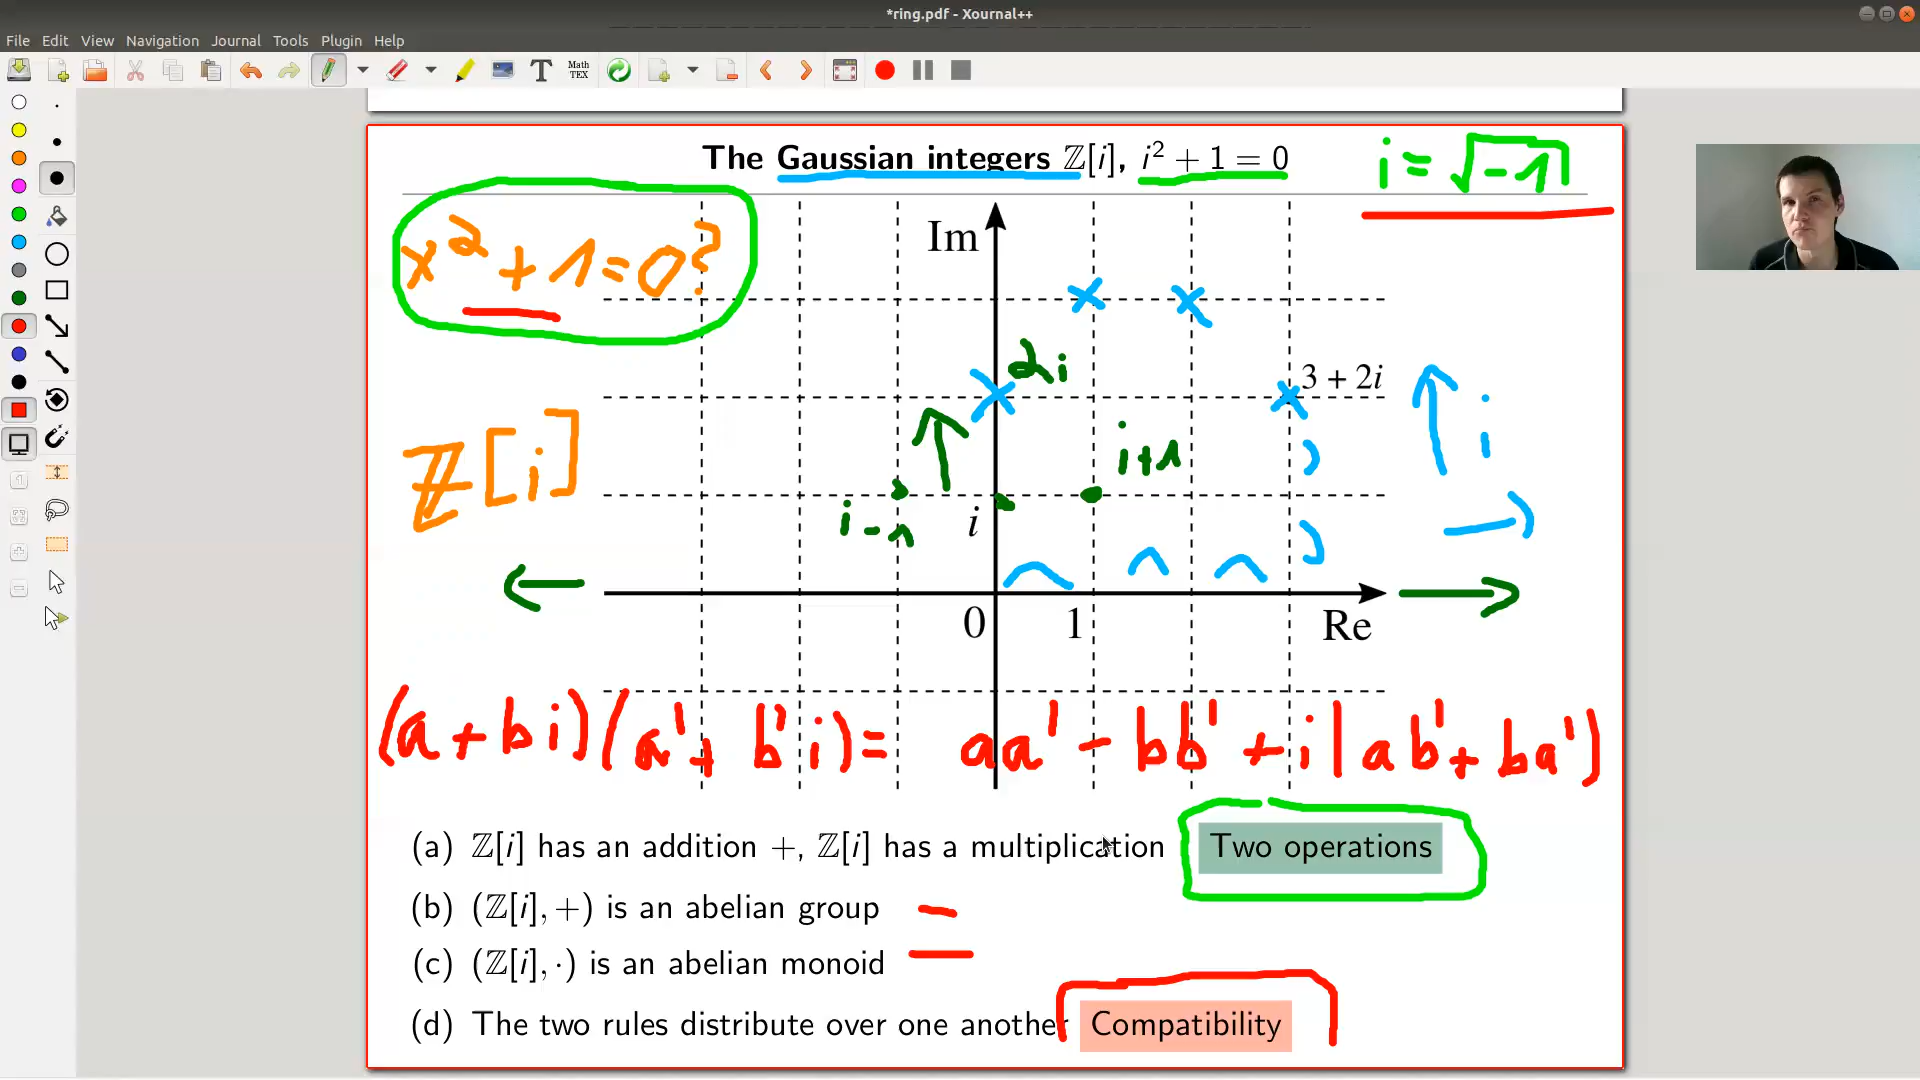 *ring.pdf - Xournal++
File Edit View Navigation Journal Tools Plugin Help
Math
TEX
The Gaussian integers ℤ[i], i² + 1 = 0
i = √-1
x² + 1 = 0?
Im
2i
3 + 2i
i
ℤ[i]
i+1
i-1
i
0
1
Re
(a + bi)(a' + b'i) = aa' - bb' + i(ab' + ba')
(a) ℤ[i] has an addition +, ℤ[i] has a multiplication Two operations
(b) (ℤ[i], +) is an abelian group
(c) (ℤ[i], ·) is an abelian monoid
(d) The two rules distribute over one another Compatibility